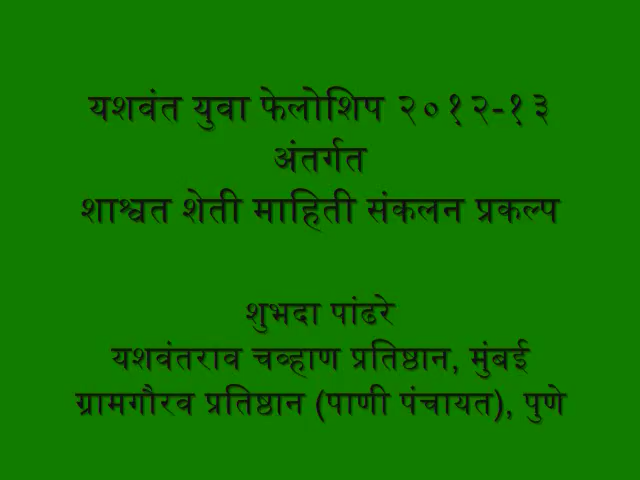 यशवंत युवा फेलोशिप २०१२-१३
अंतर्गत
शाश्वत शेती माहिती संकलन प्रकल्प
शुभदा पांढरे
यशवंतराव चव्हाण प्रतिष्ठान, मुंबई
ग्रामगौरव प्रतिष्ठान (पाणी पंचायत), पुणे